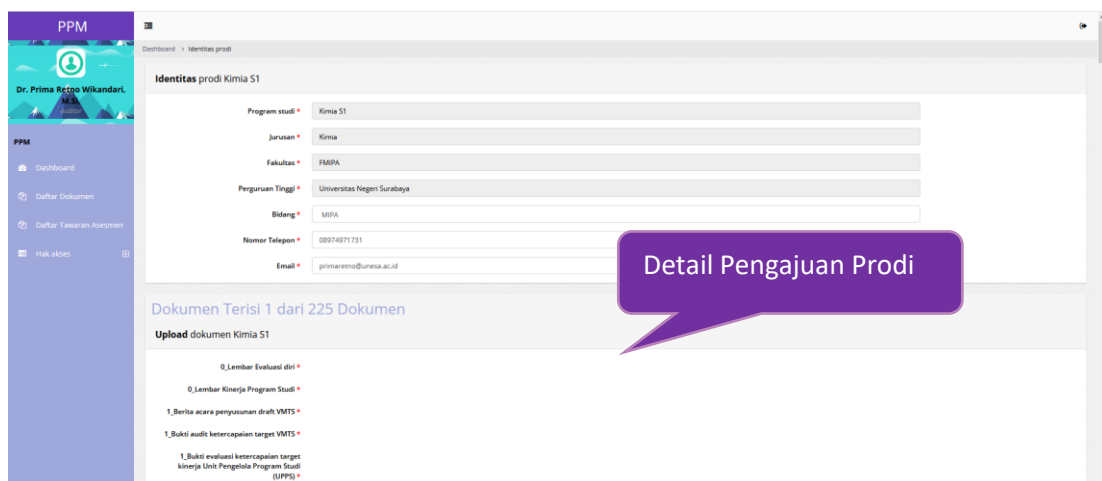 PPM
Dashboard > Identitas prodi
Dr. Prima Retno Wikandari,
M.Si
auditor
PPM
Dashboard
Daftar Dokumen
Daftar Tawaran Asesmen
Hak akses
Identitas prodi Kimia S1
Program studi * Kimia S1
Jurusan * Kimia
Fakultas * FMIPA
Perguruan Tinggi * Universitas Negeri Surabaya
Bidang * MIPA
Nomor Telepon * 08974971731
Email * primaretno@unesa.ac.id
Detail Pengajuan Prodi
Dokumen Terisi 1 dari 225 Dokumen
Upload dokumen Kimia S1
0_Lembar Evaluasi diri *
0_Lembar Kinerja Program Studi *
1_Berita acara penyusunan draft VMTS *
1_Bukti audit ketercapaian target VMTS *
1_Bukti evaluasi ketercapaian target
kinerja Unit Pengelola Program Studi
(UPPS) *